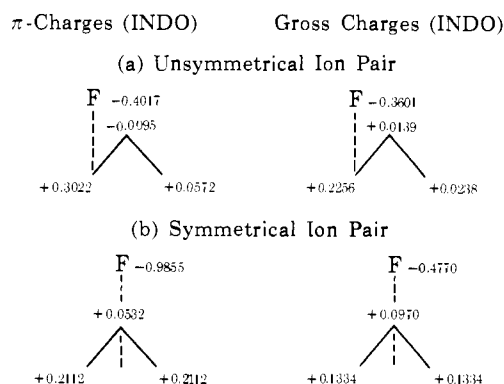 π-Charges (INDO) Gross Charges (INDO)
(a) Unsymmetrical Ion Pair
F −0.4017 F −0.3601
−0.0995 +0.0139
+0.3022 +0.0572 +0.2256 +0.0238
(b) Symmetrical Ion Pair
F −0.9855 F −0.4770
+0.0532 +0.0970
+0.2112 +0.2112 +0.1334 +0.1334